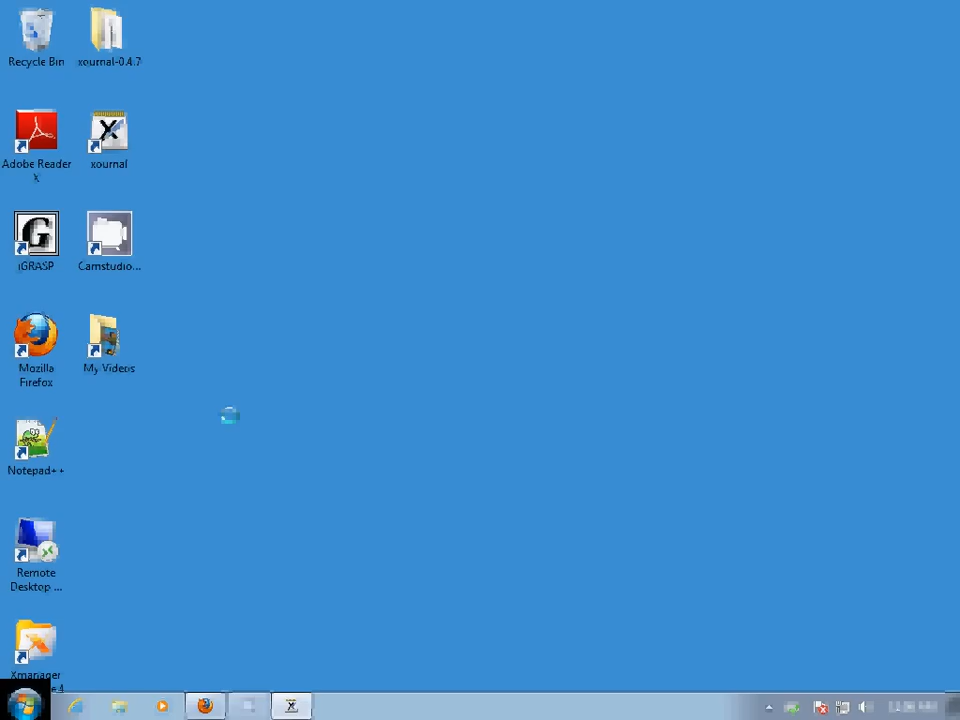 Recycle Bin
xournal-0.4.7
Adobe Reader
X
xournal
jGRASP
Camstudio...
Mozilla
Firefox
My Videos
Notepad++
Remote
Desktop ...
Xmanager
4